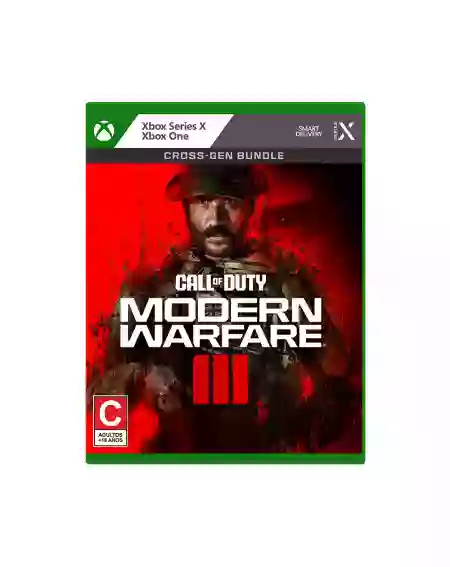 Xbox Series X
Xbox One
SMART
DELIVERY
X
CROSS-GEN BUNDLE
CALL OF DUTY
MODERN
WARFARE
III
C
ADULTOS
+18 AÑOS